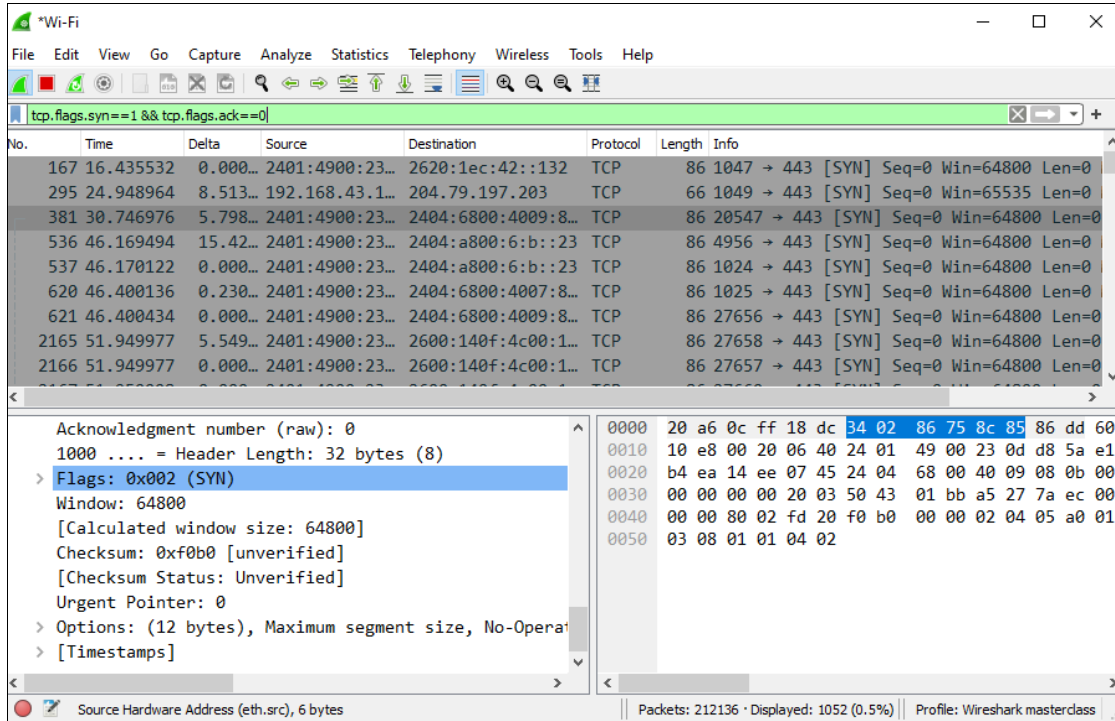 *Wi-Fi
File Edit View Go Capture Analyze Statistics Telephony Wireless Tools Help
tcp.flags.syn==1 && tcp.flags.ack==0
No. Time Delta Source Destination Protocol Length Info
167 16.435532 0.000… 2401:4900:23… 2620:1ec:42::132 TCP 86 1047 → 443 [SYN] Seq=0 Win=64800 Len=0
295 24.948964 8.513… 192.168.43.1… 204.79.197.203 TCP 66 1049 → 443 [SYN] Seq=0 Win=65535 Len=0
381 30.746976 5.798… 2401:4900:23… 2404:6800:4009:8… TCP 86 20547 → 443 [SYN] Seq=0 Win=64800 Len=0
536 46.169494 15.42… 2401:4900:23… 2404:a800:6:b::23 TCP 86 4956 → 443 [SYN] Seq=0 Win=64800 Len=0
537 46.170122 0.000… 2401:4900:23… 2404:a800:6:b::23 TCP 86 1024 → 443 [SYN] Seq=0 Win=64800 Len=0
620 46.400136 0.230… 2401:4900:23… 2404:6800:4007:8… TCP 86 1025 → 443 [SYN] Seq=0 Win=64800 Len=0
621 46.400434 0.000… 2401:4900:23… 2404:6800:4009:8… TCP 86 27656 → 443 [SYN] Seq=0 Win=64800 Len=0
2165 51.949977 5.549… 2401:4900:23… 2600:140f:4c00:1… TCP 86 27658 → 443 [SYN] Seq=0 Win=64800 Len=0
2166 51.949977 0.000… 2401:4900:23… 2600:140f:4c00:1… TCP 86 27657 → 443 [SYN] Seq=0 Win=64800 Len=0
Acknowledgment number (raw): 0
1000 .... = Header Length: 32 bytes (8)
Flags: 0x002 (SYN)
Window: 64800
[Calculated window size: 64800]
Checksum: 0xf0b0 [unverified]
[Checksum Status: Unverified]
Urgent Pointer: 0
Options: (12 bytes), Maximum segment size, No-Operat
[Timestamps]
0000 20 a6 0c ff 18 dc 34 02 86 75 8c 85 86 dd 60
0010 10 e8 00 20 06 40 24 01 49 00 23 0d d8 5a e1
0020 b4 ea 14 ee 07 45 24 04 68 00 40 09 08 0b 00
0030 00 00 00 00 20 03 50 43 01 bb a5 27 7a ec 00
0040 00 00 80 02 fd 20 f0 b0 00 00 02 04 05 a0 01
0050 03 08 01 01 04 02
Source Hardware Address (eth.src), 6 bytes
Packets: 212136 · Displayed: 1052 (0.5%)
Profile: Wireshark masterclass